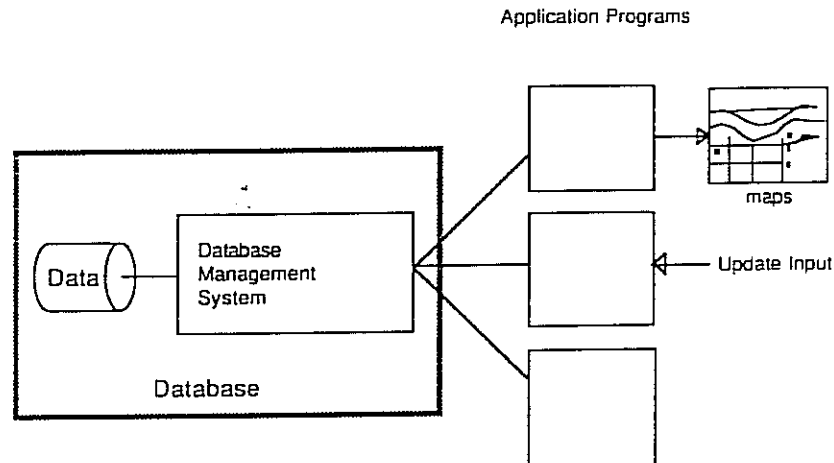 Application Programs
maps
Data
Database
Management
System
Update Input
Database